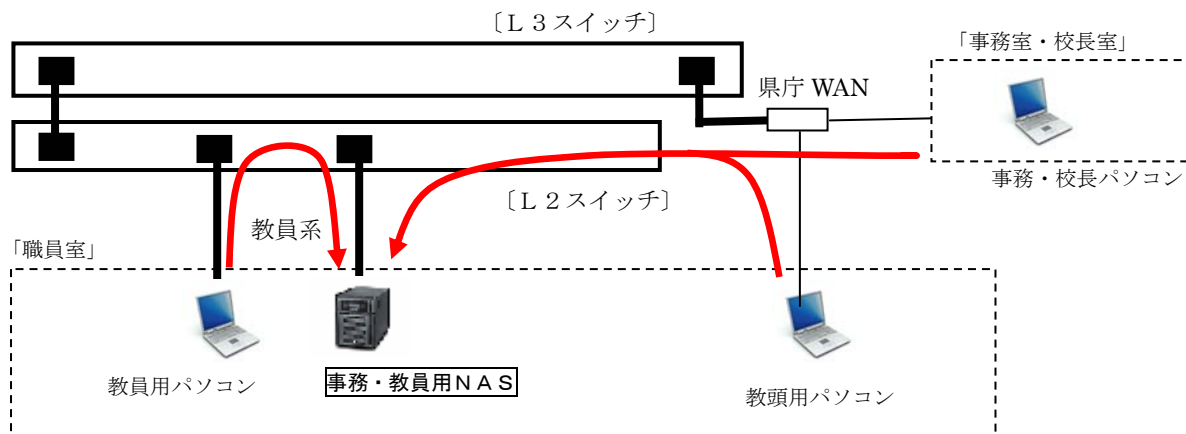 〔L3スイッチ〕
「事務室・校長室」
県庁 WAN
事務・校長パソコン
〔L2スイッチ〕
教員系
「職員室」
教員用パソコン
事務・教員用NAS
教頭用パソコン